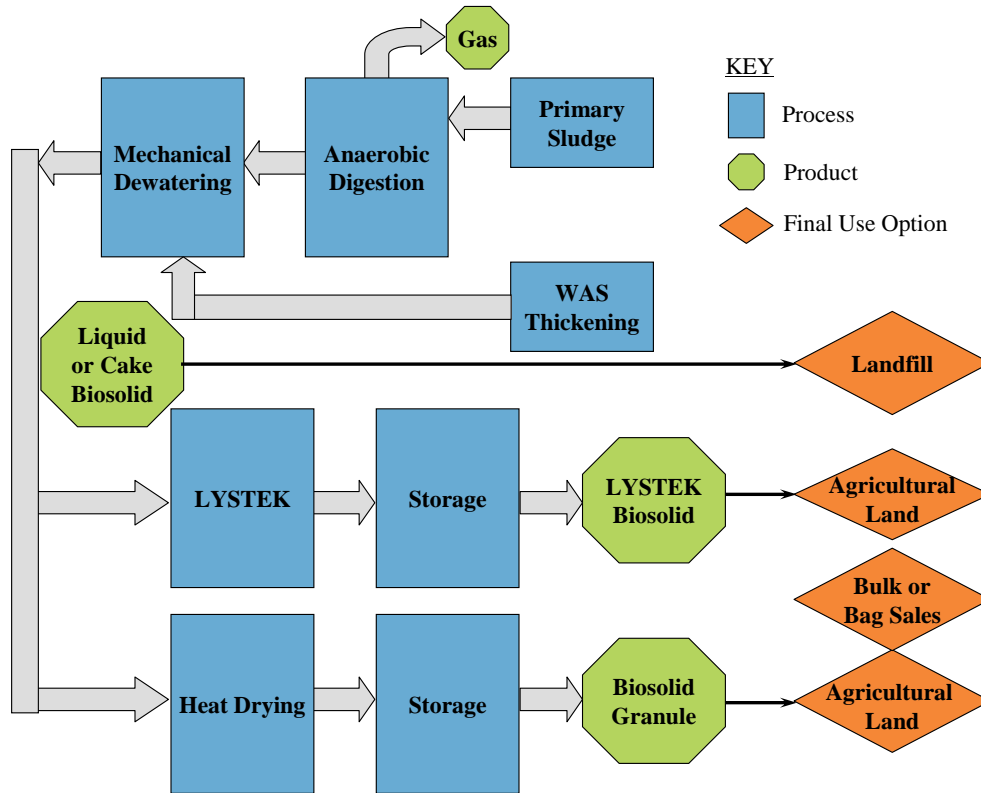 Gas
KEY
Process
Product
Final Use Option
Primary
Sludge
Mechanical
Dewatering
Anaerobic
Digestion
WAS
Thickening
Liquid
or Cake
Biosolid
Landfill
LYSTEK
Storage
LYSTEK
Biosolid
Agricultural
Land
Bulk or
Bag Sales
Heat Drying
Storage
Biosolid
Granule
Agricultural
Land